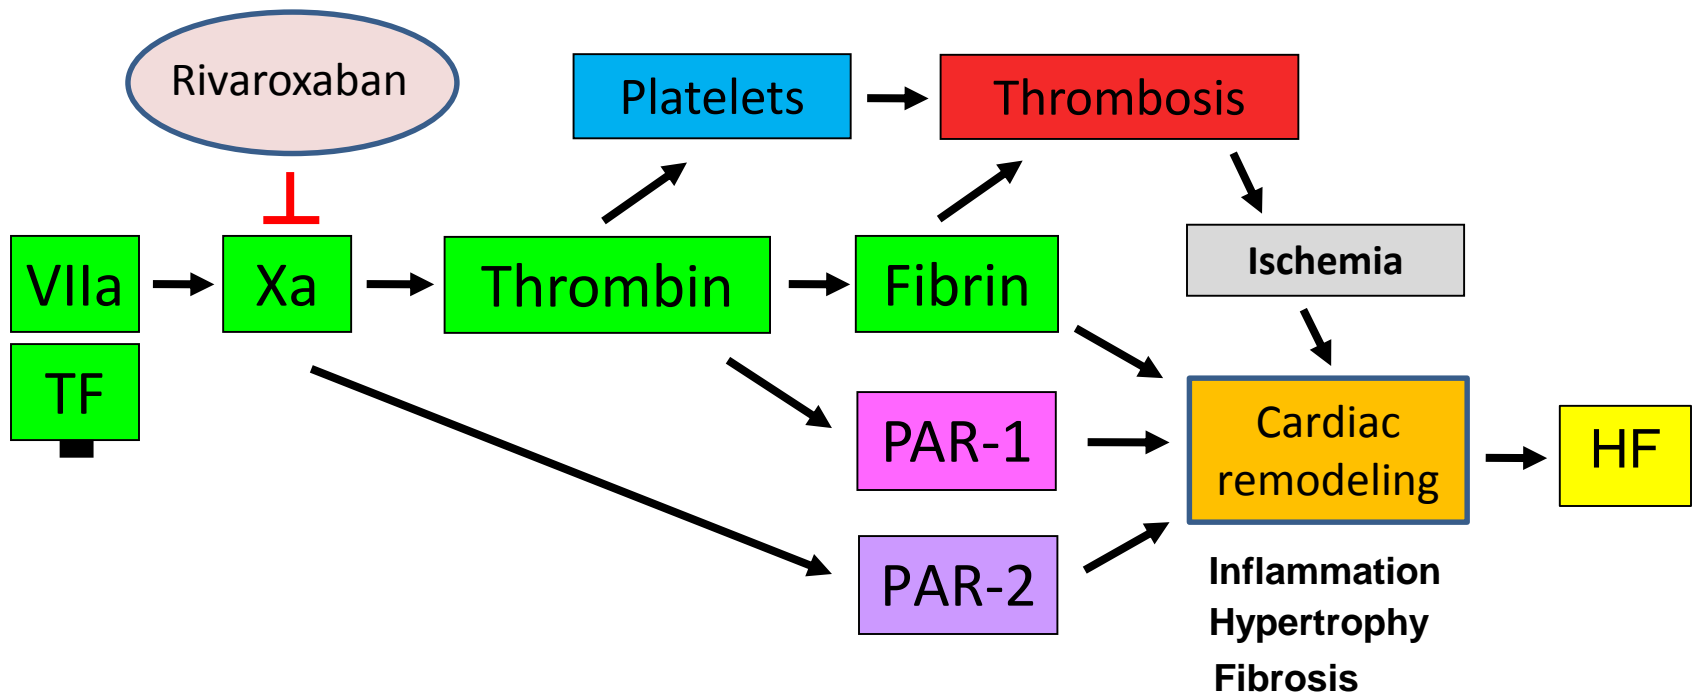 Rivaroxaban
Platelets
Thrombosis
VIIa
Xa
Thrombin
Fibrin
Ischemia
TF
PAR-1
Cardiac
remodeling
HF
PAR-2
Inflammation
Hypertrophy
Fibrosis